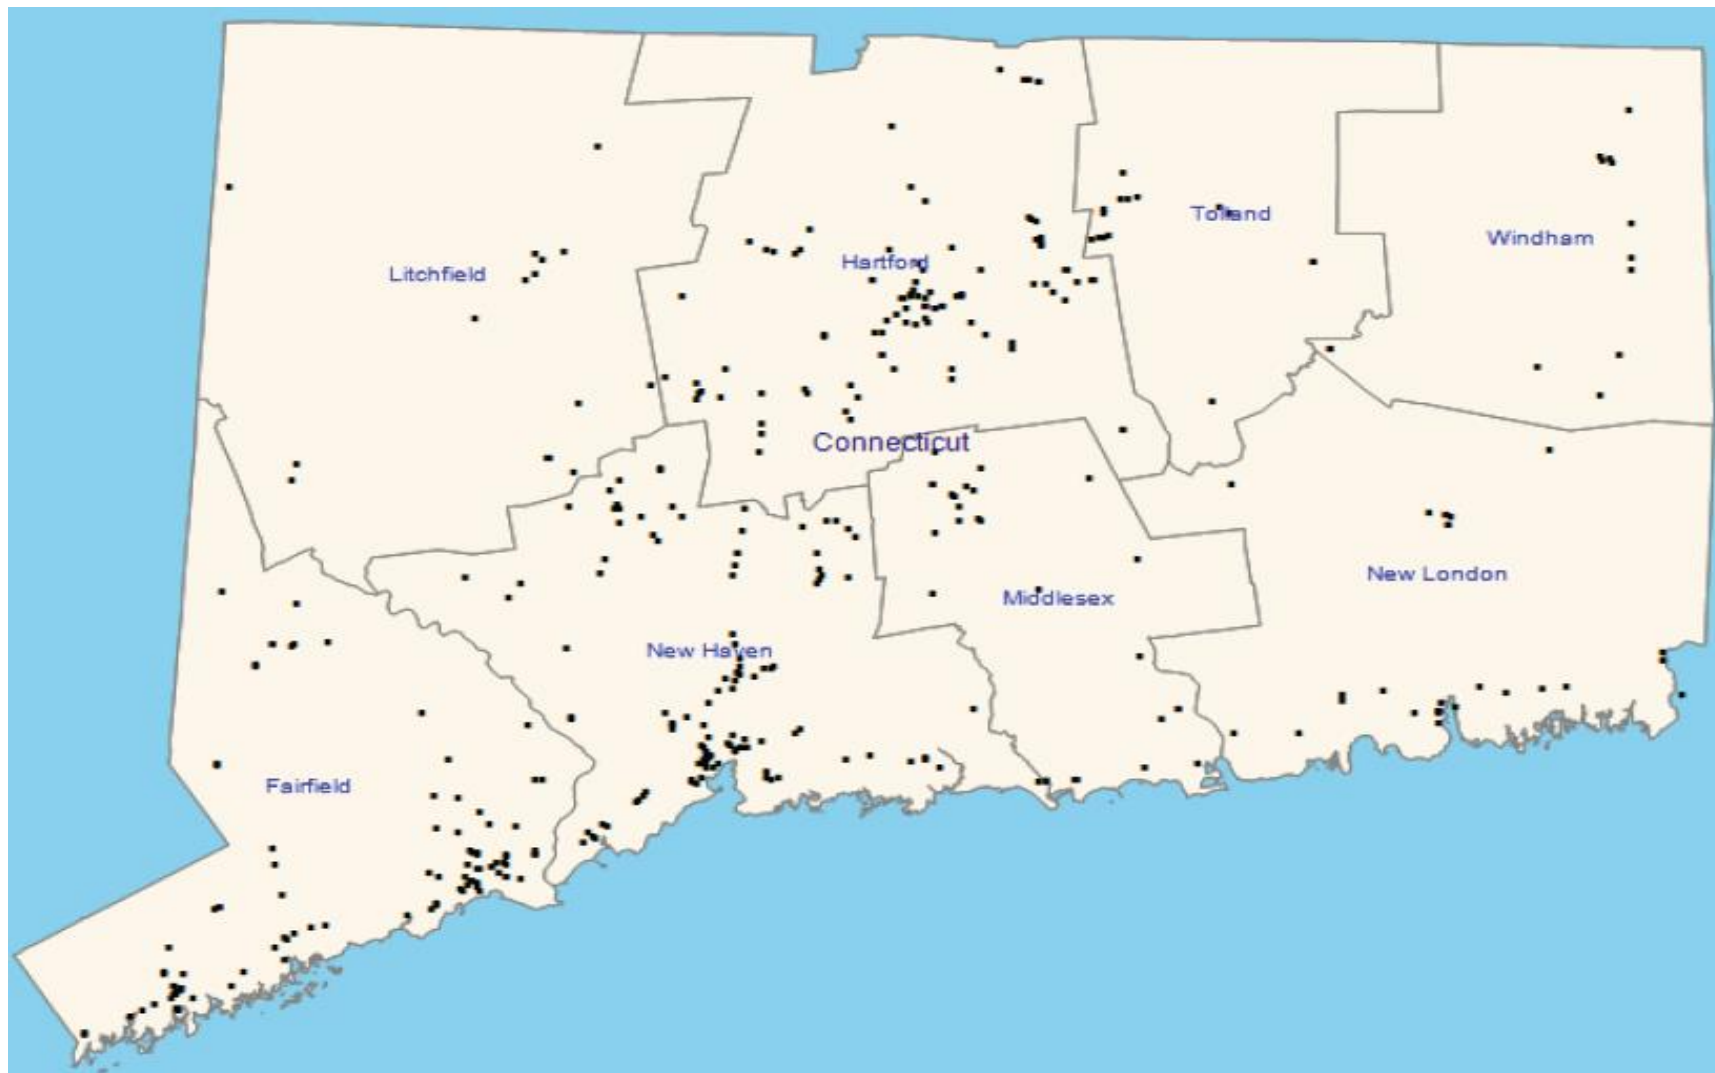 Tolland
Windham
Hartford
Litchfield
Connecticut
New London
Middlesex
New Haven
Fairfield